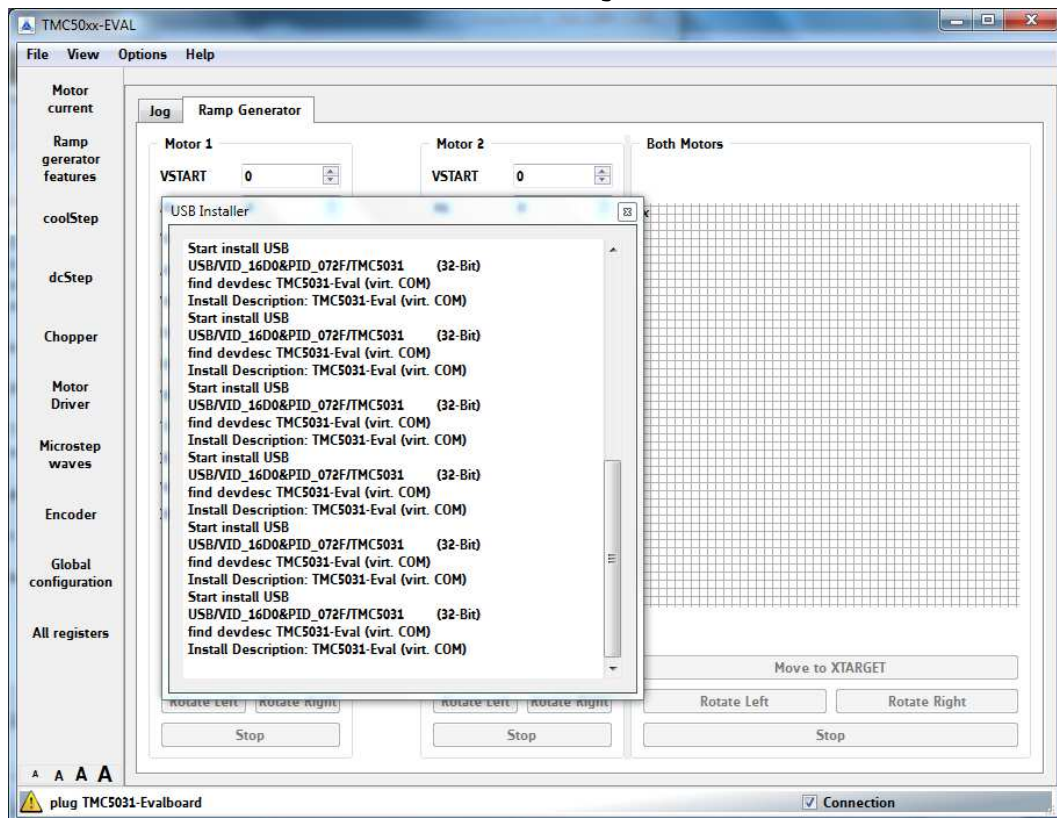 TMC50xx-EVAL
File View Options Help
Motor
current
Ramp
gererator
features
coolStep
dcStep
Chopper
Motor
Driver
Microstep
waves
Encoder
Global
configuration
All registers
A A A A
Jog Ramp Generator
Motor 1
VSTART 0
Motor 2
VSTART 0
Both Motors
x
USB Installer
Start install USB
USB/VID_16D0&PID_072F/TMC5031 (32-Bit)
find devdesc TMC5031-Eval (virt. COM)
Install Description: TMC5031-Eval (virt. COM)
Start install USB
USB/VID_16D0&PID_072F/TMC5031 (32-Bit)
find devdesc TMC5031-Eval (virt. COM)
Install Description: TMC5031-Eval (virt. COM)
Start install USB
USB/VID_16D0&PID_072F/TMC5031 (32-Bit)
find devdesc TMC5031-Eval (virt. COM)
Install Description: TMC5031-Eval (virt. COM)
Start install USB
USB/VID_16D0&PID_072F/TMC5031 (32-Bit)
find devdesc TMC5031-Eval (virt. COM)
Install Description: TMC5031-Eval (virt. COM)
Start install USB
USB/VID_16D0&PID_072F/TMC5031 (32-Bit)
find devdesc TMC5031-Eval (virt. COM)
Install Description: TMC5031-Eval (virt. COM)
Start install USB
USB/VID_16D0&PID_072F/TMC5031 (32-Bit)
find devdesc TMC5031-Eval (virt. COM)
Install Description: TMC5031-Eval (virt. COM)
Rotate Left Rotate Right
Stop
Rotate Left Rotate Right
Stop
Move to XTARGET
Rotate Left Rotate Right
Stop
plug TMC5031-Evalboard
Connection